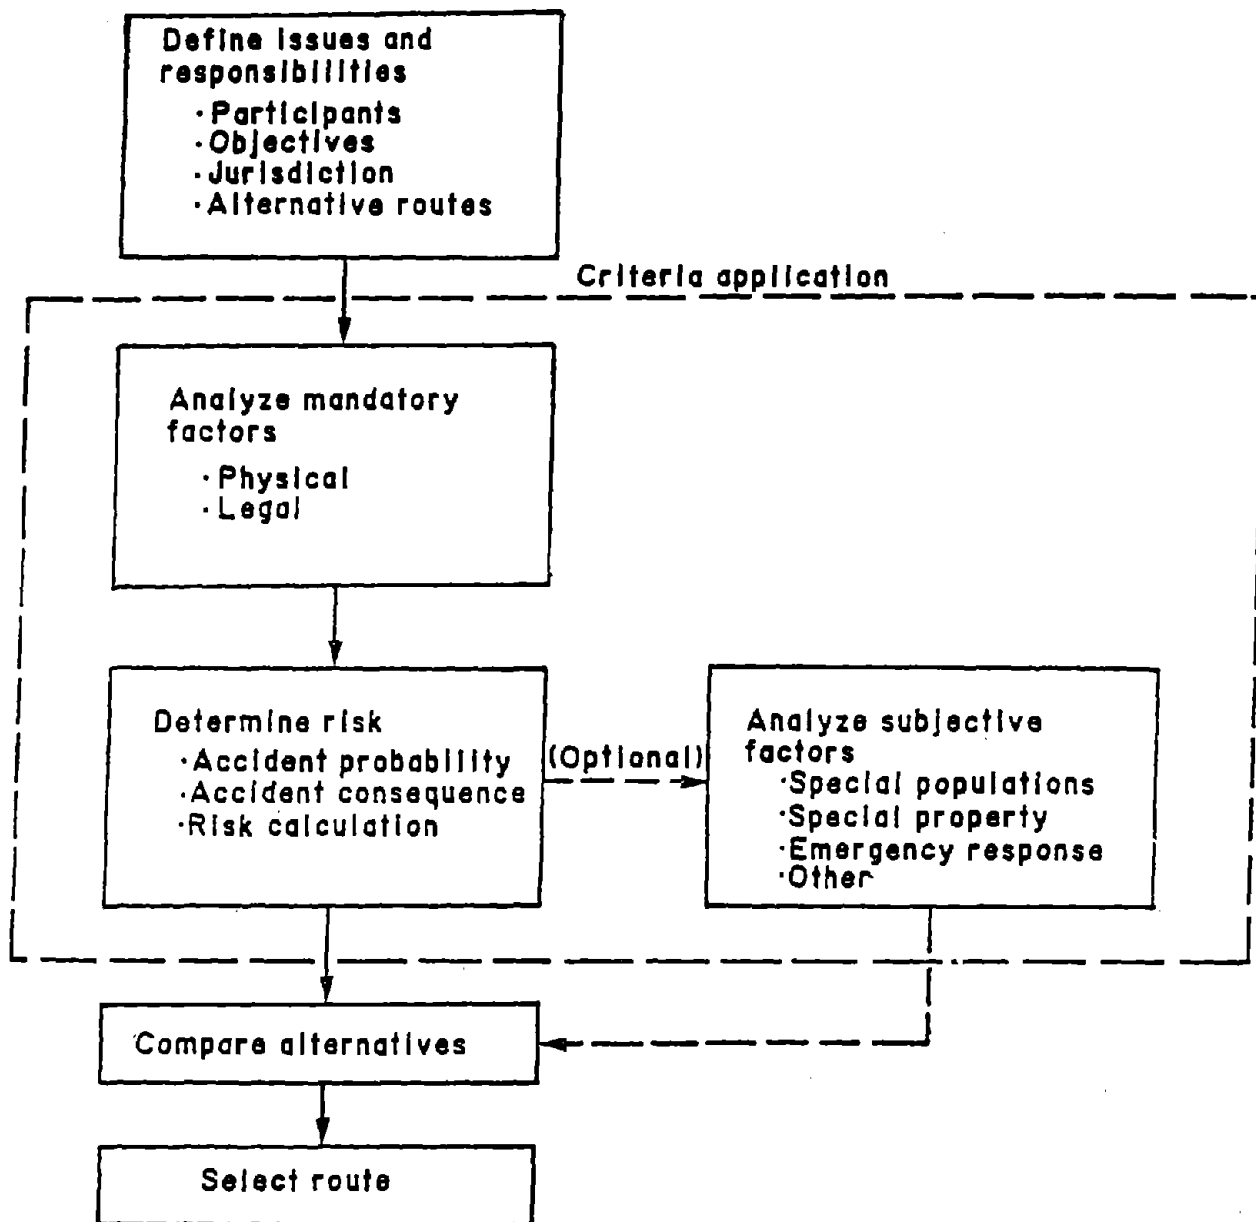 Define issues and
responsibilities
·Participants
·Objectives
·Jurisdiction
·Alternative routes
Criteria application
Analyze mandatory
factors
·Physical
·Legal
Determine risk
·Accident probability
·Accident consequence
·Risk calculation
(Optional)
Analyze subjective
factors
·Special populations
·Special property
·Emergency response
·Other
Compare alternatives
Select route